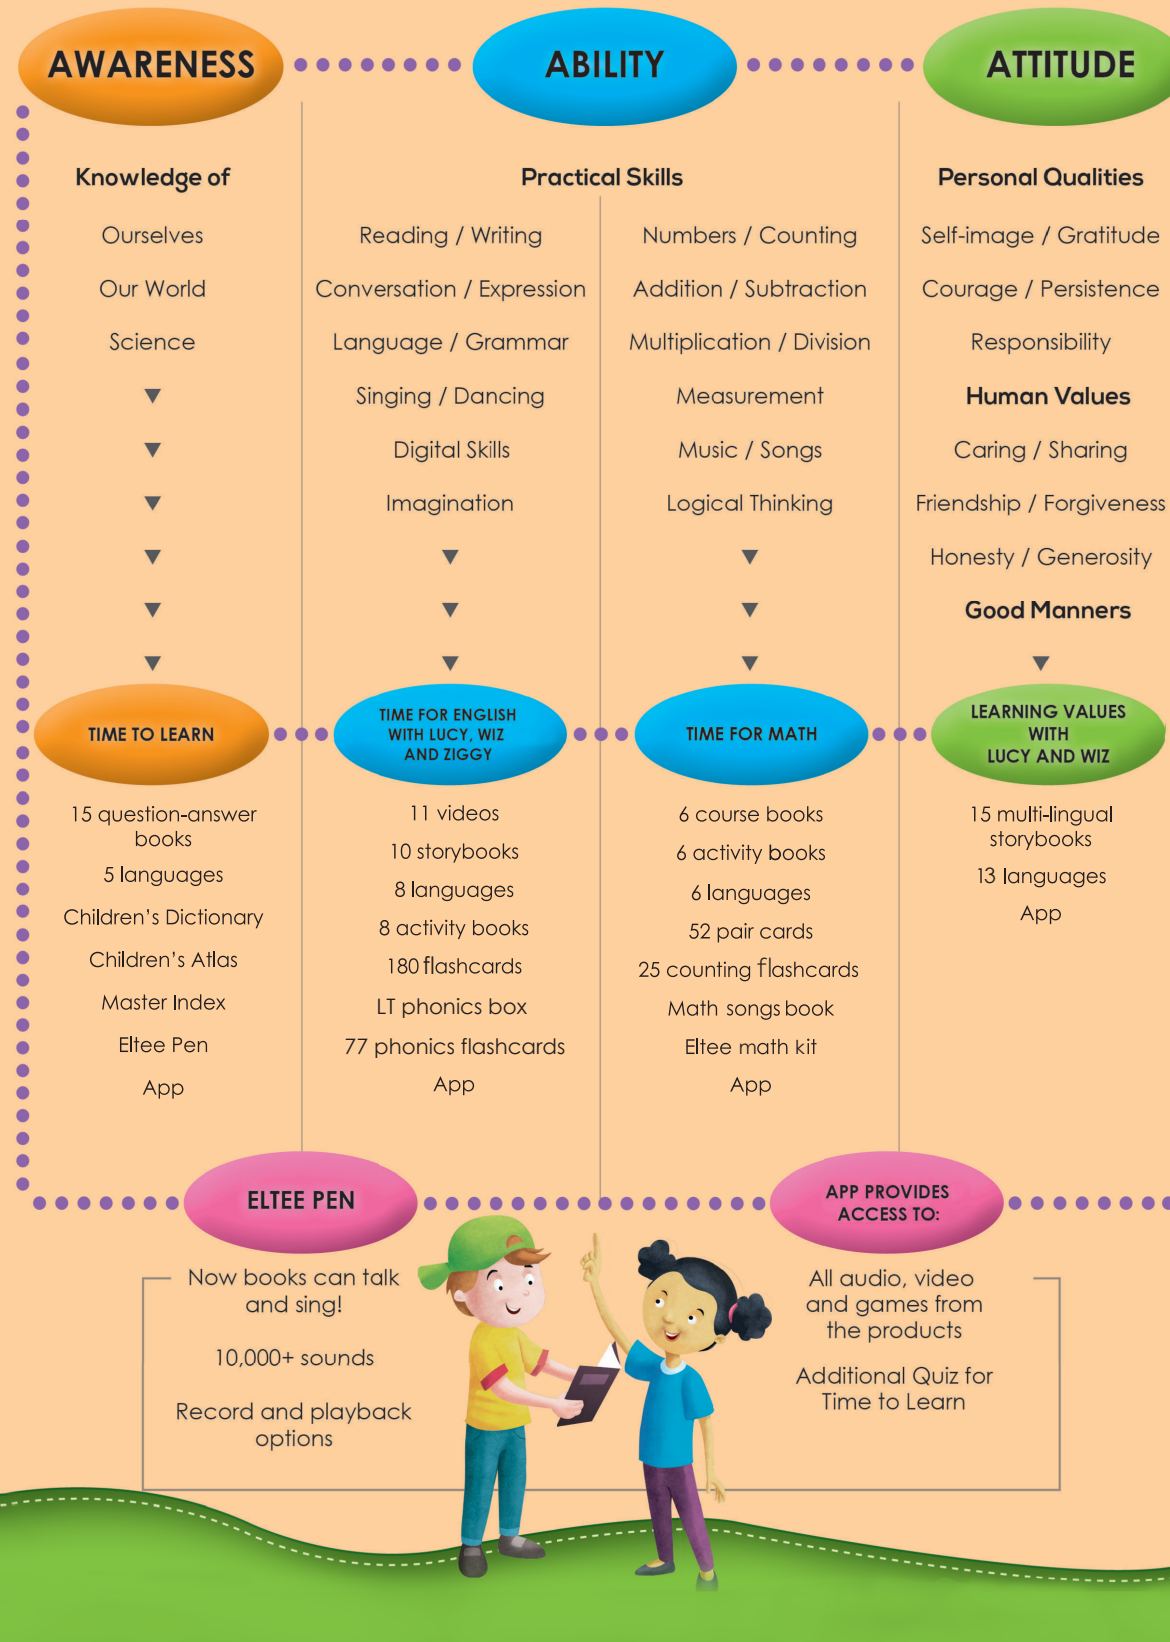 AWARENESS
ABILITY
ATTITUDE
Knowledge of
Ourselves
Our World
Science
Practical Skills
Reading / Writing
Conversation / Expression
Language / Grammar
Singing / Dancing
Digital Skills
Imagination
Numbers / Counting
Addition / Subtraction
Multiplication / Division
Measurement
Music / Songs
Logical Thinking
Personal Qualities
Self-image / Gratitude
Courage / Persistence
Responsibility
Human Values
Caring / Sharing
Friendship / Forgiveness
Honesty / Generosity
Good Manners
TIME TO LEARN
15 question-answer
books
5 languages
Children's Dictionary
Children's Atlas
Master Index
Eltee Pen
App
TIME FOR ENGLISH
WITH LUCY, WIZ
AND ZIGGY
11 videos
10 storybooks
8 languages
8 activity books
180 flashcards
LT phonics box
77 phonics flashcards
App
TIME FOR MATH
6 course books
6 activity books
6 languages
52 pair cards
25 counting flashcards
Math songs book
Eltee math kit
App
LEARNING VALUES
WITH
LUCY AND WIZ
15 multi-lingual
storybooks
13 languages
App
ELTEE PEN
Now books can talk
and sing!
10,000+ sounds
Record and playback
options
APP PROVIDES
ACCESS TO:
All audio, video
and games from
the products
Additional Quiz for
Time to Learn